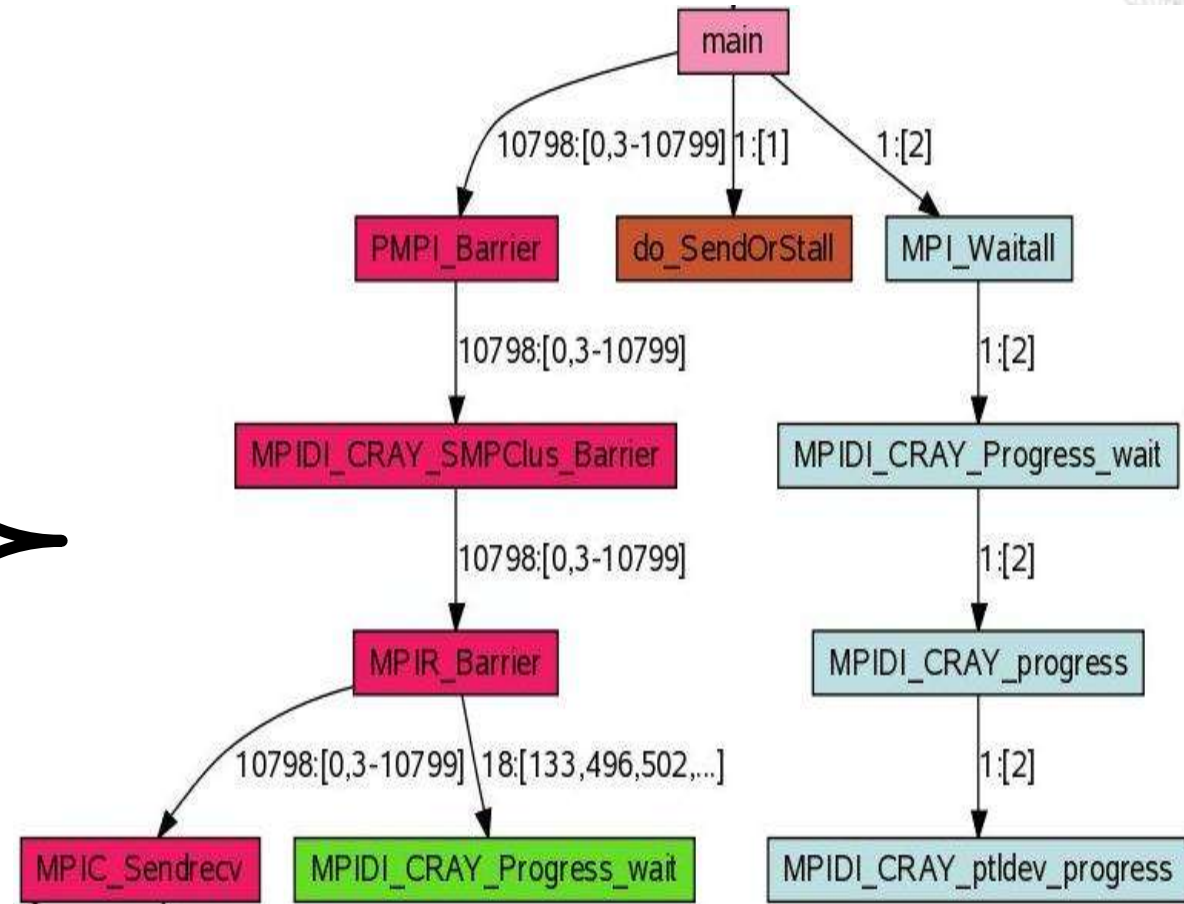 main
10798:[0,3-10799] 1:[1] 1:[2]
PMPI_Barrier do_SendOrStall MPI_Waitall
10798:[0,3-10799] 1:[2]
MPIDI_CRAY_SMPClus_Barrier MPIDI_CRAY_Progress_wait
10798:[0,3-10799] 1:[2]
MPIR_Barrier MPIDI_CRAY_progress
10798:[0,3-10799] 18:[133,496,502,...] 1:[2]
MPIC_Sendrecv MPIDI_CRAY_Progress_wait MPIDI_CRAY_ptldev_progress